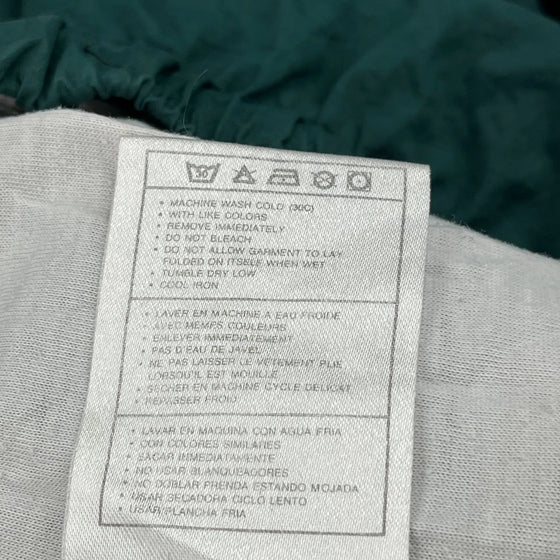 30
• MACHINE WASH COLD (30C)
• WITH LIKE COLORS
• REMOVE IMMEDIATELY
• DO NOT BLEACH
• DO NOT ALLOW GARMENT TO LAY
FOLDED ON ITSELF WHEN WET
• TUMBLE DRY LOW
• COOL IRON
• LAVER EN MACHINE A EAU FROIDE
• AVEC MEMES COULEURS
• ENLEVER IMMEDIATEMENT
• PAS D'EAU DE JAVEL
• NE PAS LAISSER LE VETEMENT PLIE
LORSQU'IL EST MOUILLE
• SECHER EN MACHINE CYCLE DELICAT
• REPASSER FROID
• LAVAR EN MAQUINA CON AGUA FRIA
• CON COLORES SIMILARES
• SACAR IMMEDIATAMENTE
• NO USAR BLANQUEADORES
• NO DOBLAR PRENDA ESTANDO MOJADA
• USAR SECADORA CICLO LENTO
• USAR PLANCHA FRIA